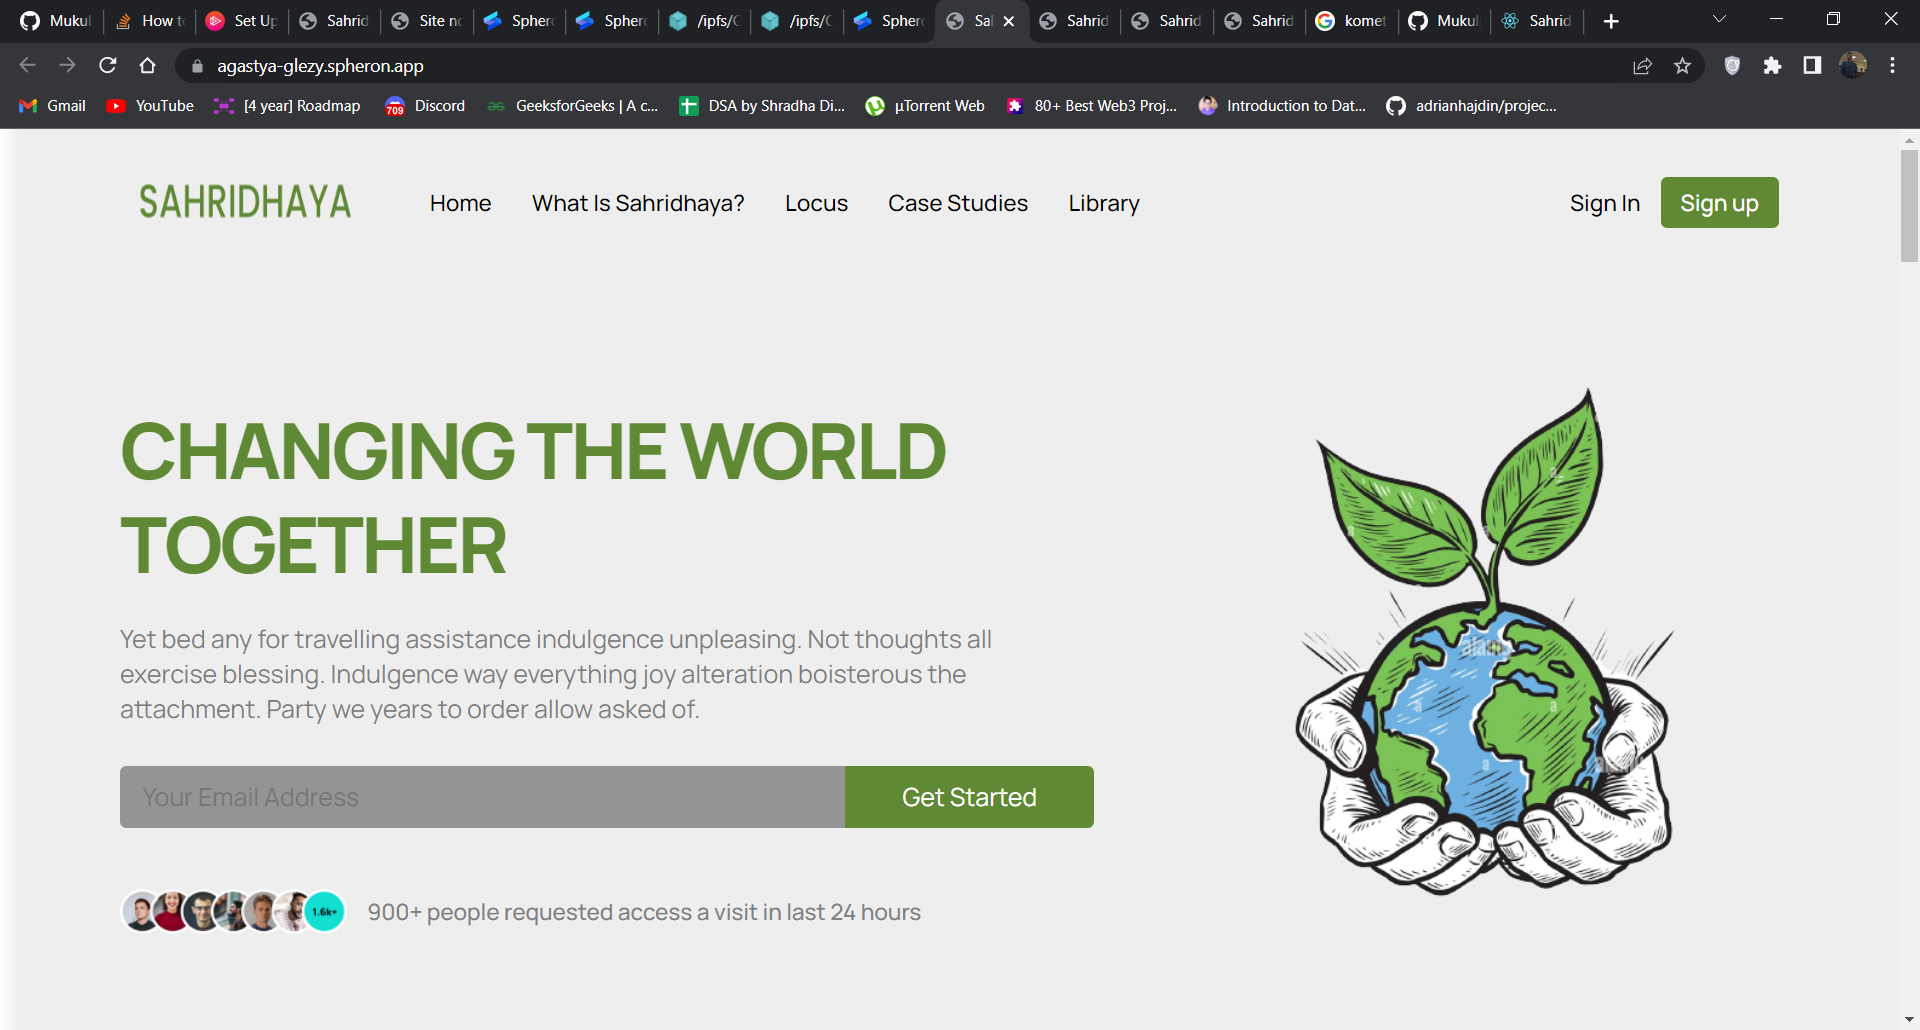 Mukul
How to
Set Up
Sahrid
Site no
Spher
Spher
/ipfs/
/ipfs/
Spher
Sa
Sahrid
Sahrid
Sahrid
komet
Mukul
Sahrid
agastya-glezy.spheron.app
Gmail
YouTube
[4 year] Roadmap
709
Discord
GeeksforGeeks | A c...
DSA by Shradha Di...
µTorrent Web
80+ Best Web3 Proj...
Introduction to Dat...
adrianhajdin/projec...
SAHRIDHAYA
Home
What Is Sahridhaya?
Locus
Case Studies
Library
Sign In
Sign up
CHANGING THE WORLD
TOGETHER
Yet bed any for travelling assistance indulgence unpleasing. Not thoughts all
exercise blessing. Indulgence way everything joy alteration boisterous the
attachment. Party we years to order allow asked of.
Your Email Address
Get Started
1.6k+
900+ people requested access a visit in last 24 hours
alamy
a
a
a
a
a